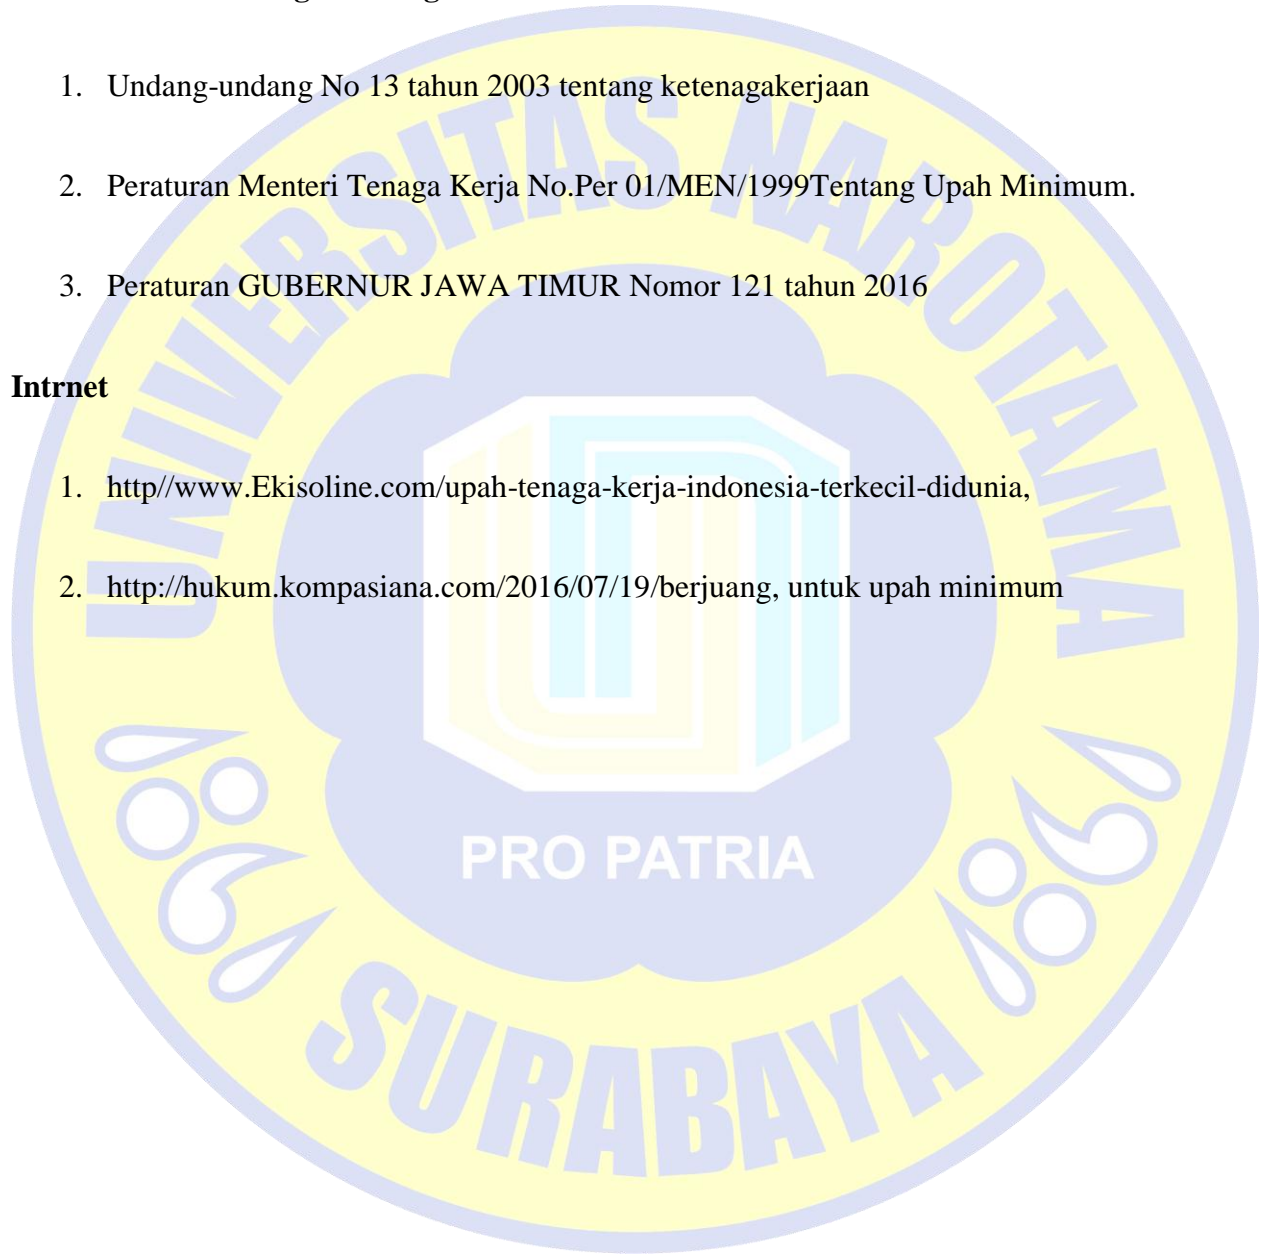 1. Undang-undang No 13 tahun 2003 tentang ketenagakerjaan
2. Peraturan Menteri Tenaga Kerja No.Per 01/MEN/1999Tentang Upah Minimum.
3. Peraturan GUBERNUR JAWA TIMUR Nomor 121 tahun 2016
Intrnet
1. http//www.Ekisoline.com/upah-tenaga-kerja-indonesia-terkecil-didunia,
2. http://hukum.kompasiana.com/2016/07/19/berjuang, untuk upah minimum
UNIVERSITAS NAROTAMA
PRO PATRIA
SURABAYA